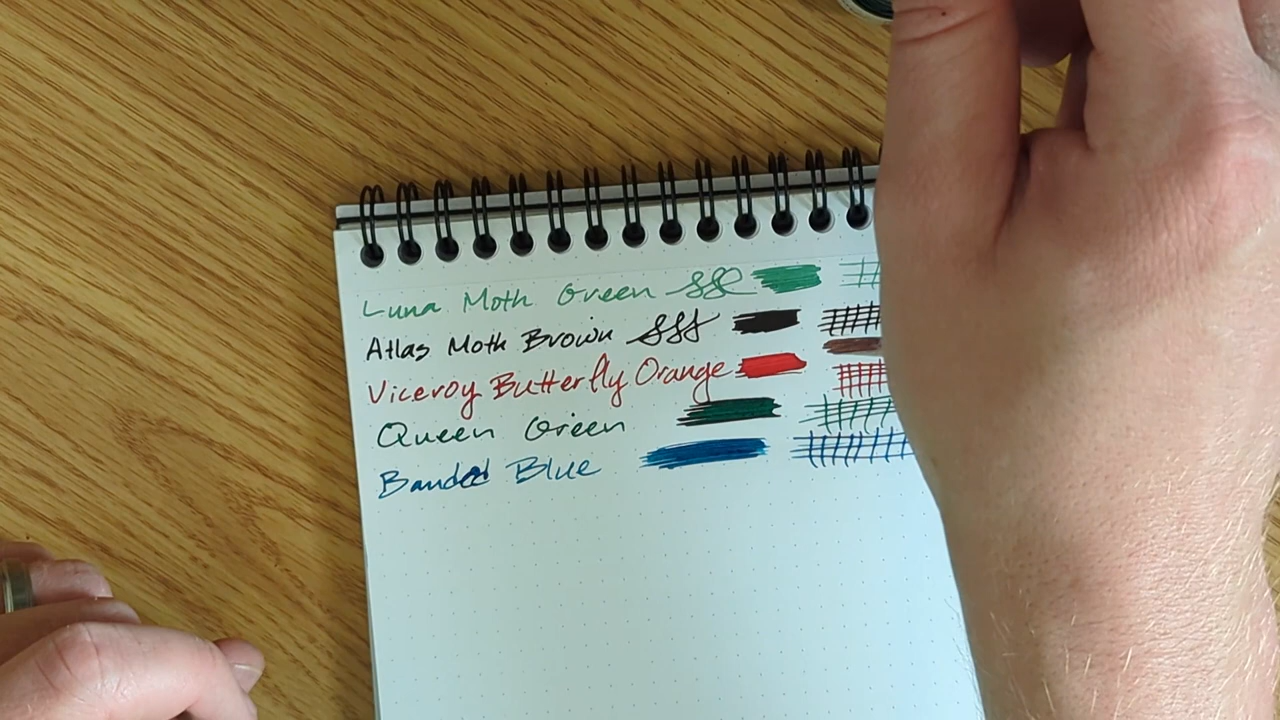 Luna Moth Green
Atlas Moth Brown
Viceroy Butterfly Orange
Queen Green
Banded Blue